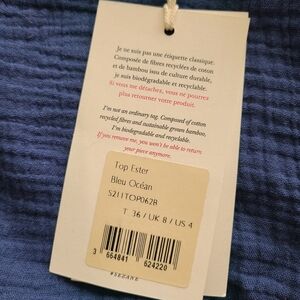 Je ne suis pas une étiquette classique.
Composée de fibres recyclées de coton
et de bambou issu de culture durable,
je suis biodégradable et recyclable.
Si vous me détachez, vous ne pourrez
plus retourner votre produit.
I'm not an ordinary tag. Composed of cotton
recycled fibres and sustainable grown bamboo,
I'm biodegradable and recyclable.
If you remove me, you won't be able to return
your piece anymore.
Top Ester
Bleu Océan
S211TOP062B
T 36 / UK 8 / US 4
3 664841 624220
#SEZANE